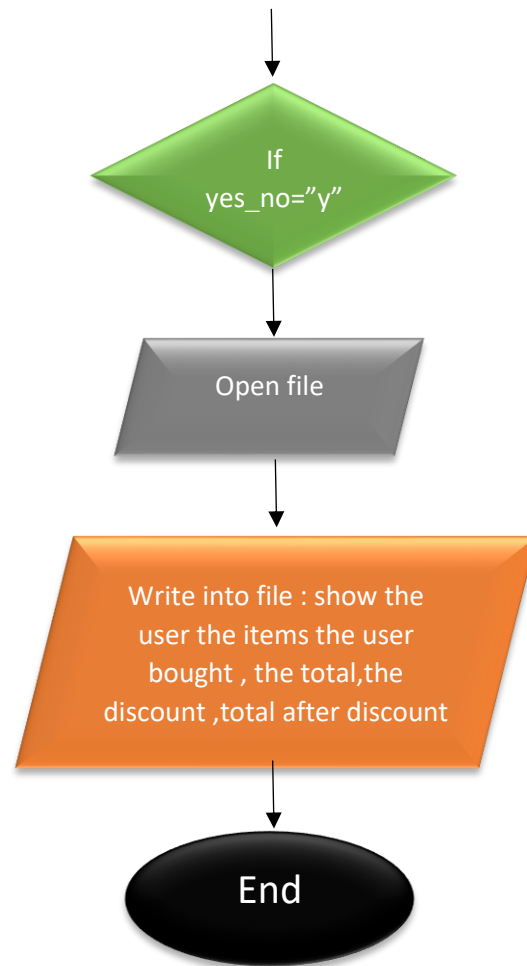 If
yes_no=”y”
Open file
Write into file : show the
user the items the user
bought , the total,the
discount ,total after discount
End